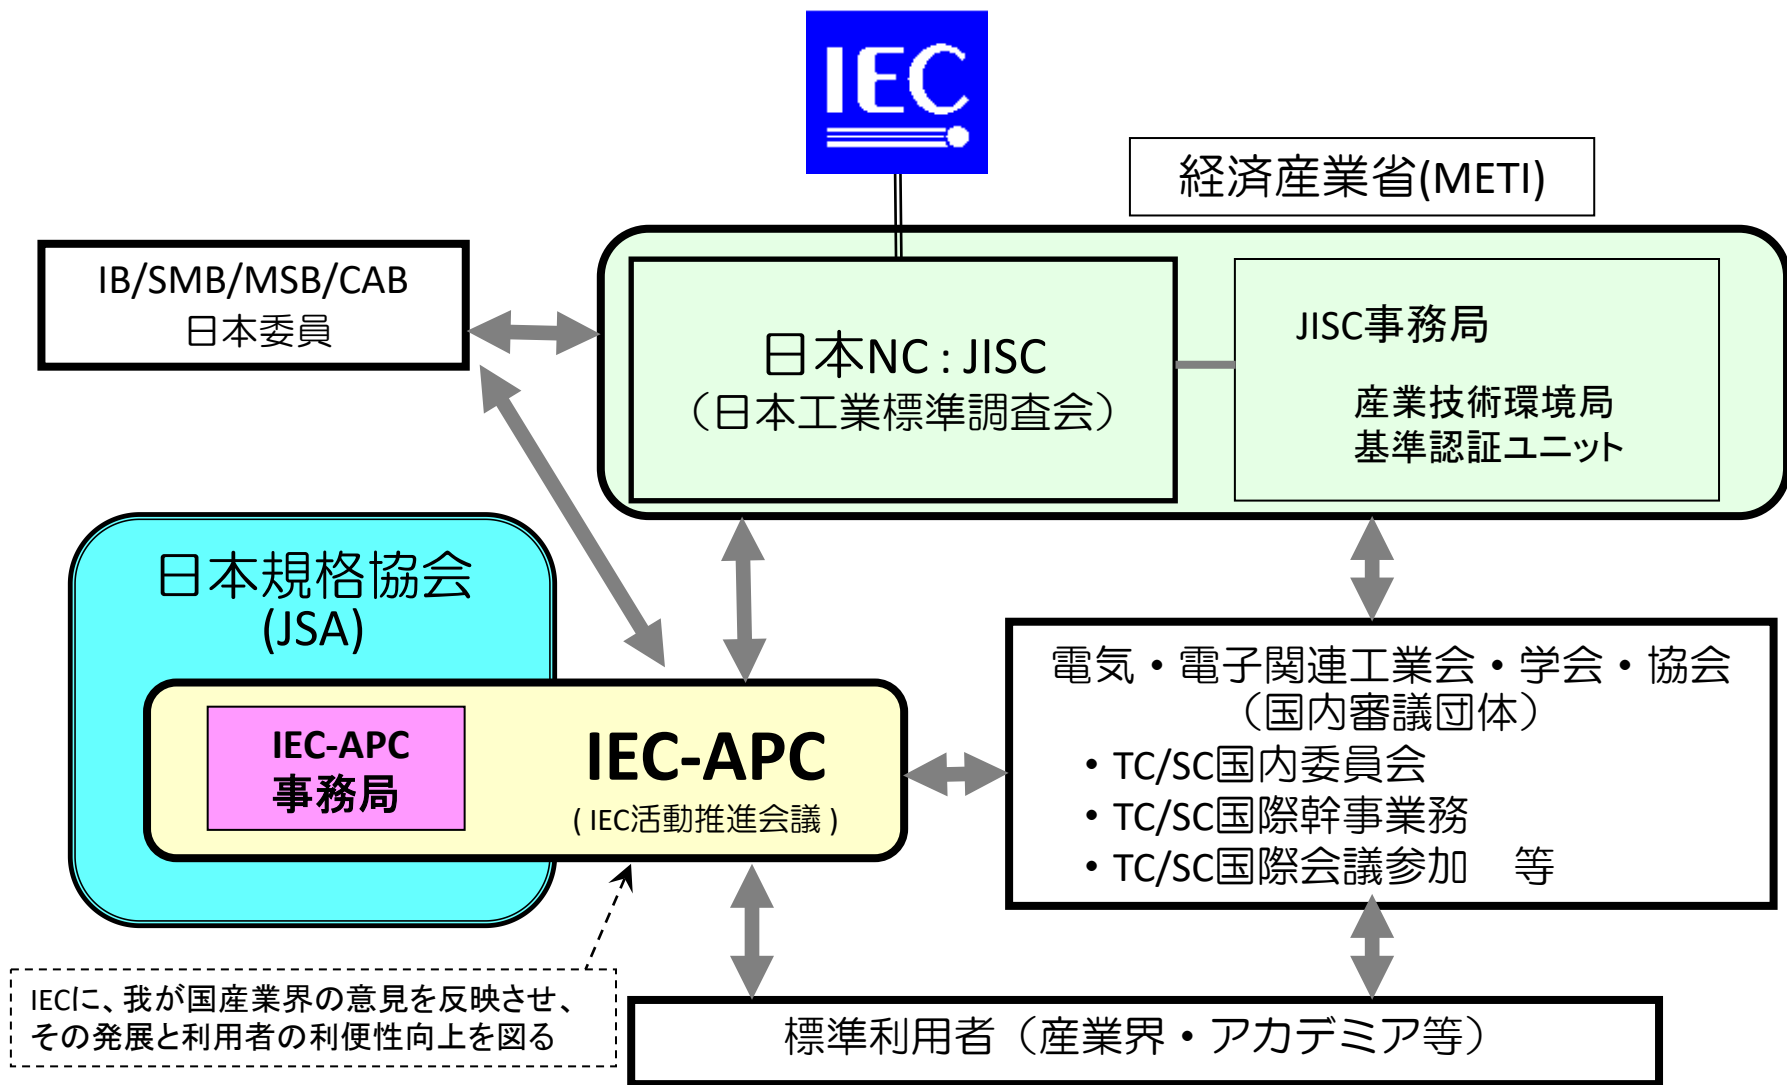 IEC
経済産業省(METI)
IB/SMB/MSB/CAB
日本委員
日本NC : JISC
（日本工業標準調査会）
JISC事務局
産業技術環境局
基準認証ユニット
日本規格協会
(JSA)
IEC-APC
事務局
IEC-APC
( IEC活動推進会議 )
電気・電子関連工業会・学会・協会
（国内審議団体）
・TC/SC国内委員会
・TC/SC国際幹事業務
・TC/SC国際会議参加　等
IECに、我が国産業界の意見を反映させ、
その発展と利用者の利便性向上を図る
標準利用者（産業界・アカデミア等）